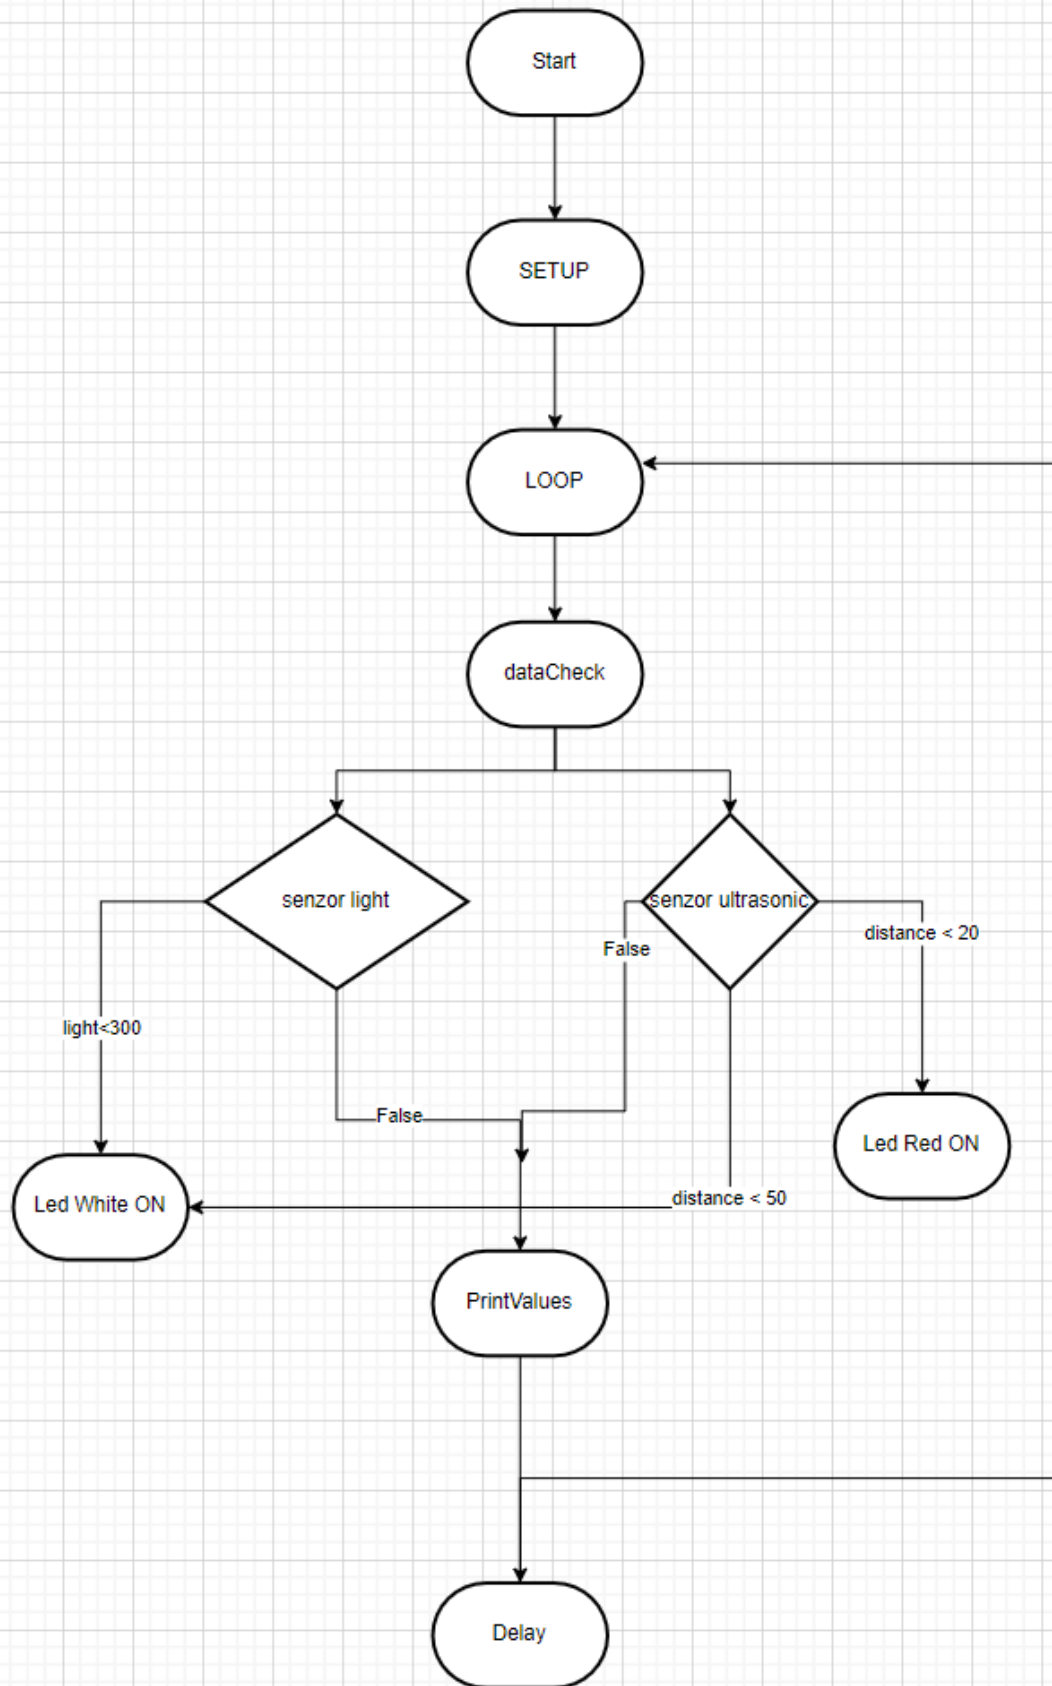 Start
SETUP
LOOP
dataCheck
senzor light
senzor ultrasonic
distance < 20
False
light<300
False
Led Red ON
distance < 50
Led White ON
PrintValues
Delay